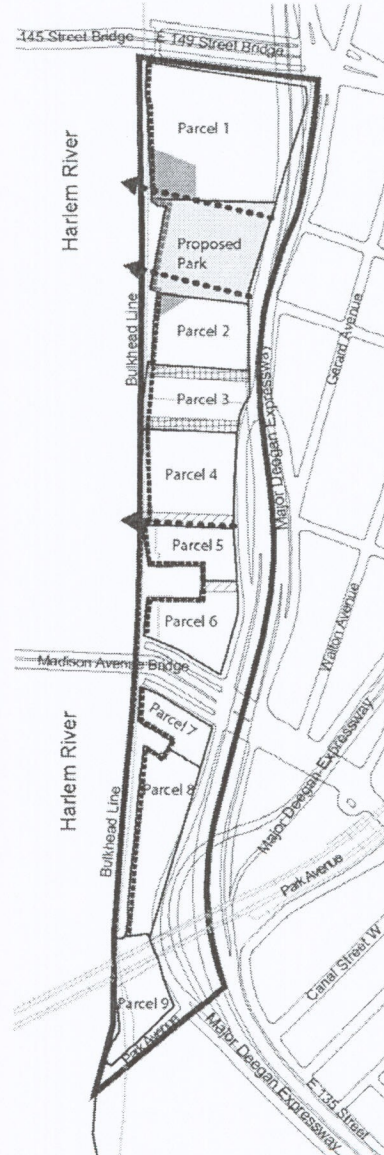 145 Street Bridge
E 149 Street Bridge
Parcel 1
Harlem River
Proposed
Park
Bulkhead Line
Parcel 2
Gerard Avenue
Parcel 3
Major Deegan Expressway
Parcel 4
Parcel 5
Parcel 6
Walton Avenue
Madison Avenue Bridge
Parcel 7
Harlem River
Parcel 8
Bulkhead Line
Major Deegan Expressway
Park Avenue
Canal Street W
Parcel 9
Park Avenue
Major Deegan Expressway
E 135 Street